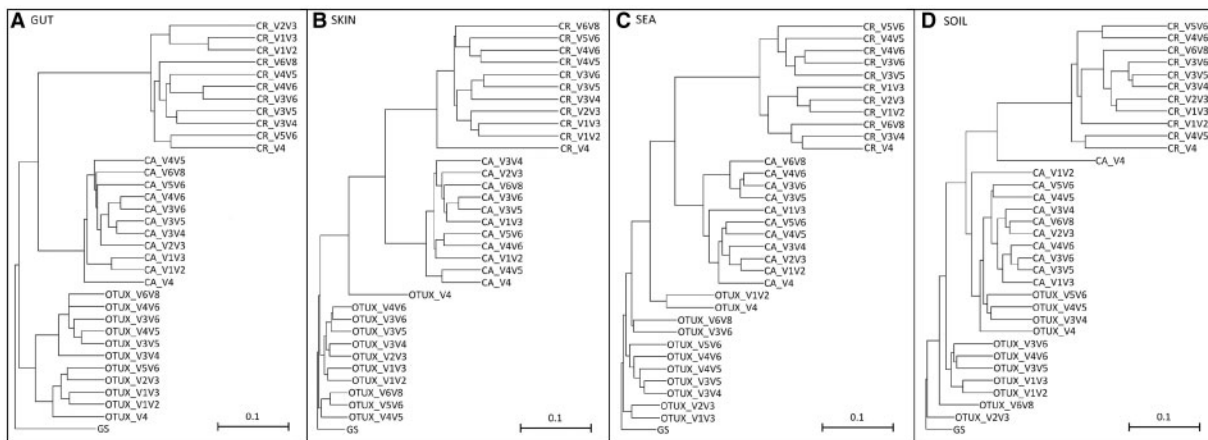 A GUT
CR_V2V3
CR_V1V3
CR_V1V2
CR_V6V8
CR_V4V5
CR_V4V6
CR_V3V6
CR_V3V5
CR_V3V4
CR_V5V6
CR_V4
CA_V4V5
CA_V6V8
CA_V5V6
CA_V4V6
CA_V3V6
CA_V3V5
CA_V3V4
CA_V2V3
CA_V1V3
CA_V1V2
CA_V4
OTUX_V6V8
OTUX_V4V6
OTUX_V3V6
OTUX_V4V5
OTUX_V3V5
OTUX_V3V4
OTUX_V5V6
OTUX_V2V3
OTUX_V1V3
OTUX_V1V2
OTUX_V4
GS
0.1
B SKIN
CR_V6V8
CR_V5V6
CR_V4V6
CR_V4V5
CR_V3V6
CR_V3V5
CR_V3V4
CR_V2V3
CR_V1V3
CR_V1V2
CR_V4
CA_V3V4
CA_V2V3
CA_V6V8
CA_V3V6
CA_V3V5
CA_V1V3
CA_V5V6
CA_V4V6
CA_V1V2
CA_V4V5
CA_V4
OTUX_V4
OTUX_V4V6
OTUX_V3V6
OTUX_V3V5
OTUX_V3V4
OTUX_V2V3
OTUX_V1V3
OTUX_V1V2
OTUX_V6V8
OTUX_V5V6
OTUX_V4V5
GS
0.1
C SEA
CR_V5V6
CR_V4V5
CR_V4V6
CR_V3V6
CR_V3V5
CR_V1V3
CR_V2V3
CR_V1V2
CR_V6V8
CR_V3V4
CR_V4
CA_V6V8
CA_V4V6
CA_V3V6
CA_V3V5
CA_V1V3
CA_V5V6
CA_V4V5
CA_V3V4
CA_V2V3
CA_V1V2
CA_V4
OTUX_V1V2
OTUX_V4
OTUX_V6V8
OTUX_V3V6
OTUX_V5V6
OTUX_V4V6
OTUX_V4V5
OTUX_V3V5
OTUX_V3V4
OTUX_V2V3
OTUX_V1V3
GS
0.1
D SOIL
CR_V5V6
CR_V4V6
CR_V6V8
CR_V3V6
CR_V3V5
CR_V3V4
CR_V2V3
CR_V1V3
CR_V1V2
CR_V4V5
CR_V4
CA_V4
CA_V1V2
CA_V5V6
CA_V4V5
CA_V3V4
CA_V6V8
CA_V2V3
CA_V4V6
CA_V3V6
CA_V3V5
CA_V1V3
OTUX_V5V6
OTUX_V4V5
OTUX_V3V4
OTUX_V4
OTUX_V3V6
OTUX_V4V6
OTUX_V3V5
OTUX_V1V3
OTUX_V1V2
OTUX_V6V8
OTUX_V2V3
GS
0.1